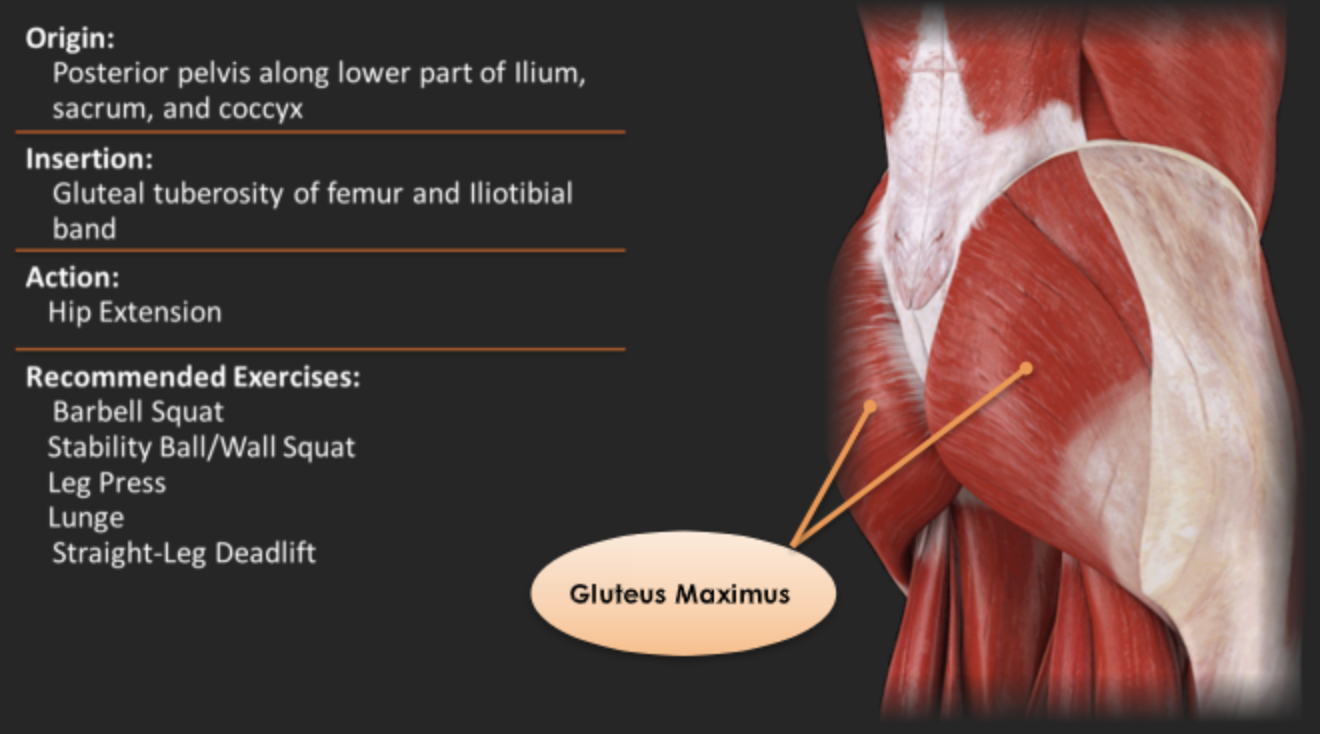 Origin:
Posterior pelvis along lower part of Ilium,
sacrum, and coccyx
Insertion:
Gluteal tuberosity of femur and Iliotibial
band
Action:
Hip Extension
Recommended Exercises:
Barbell Squat
Stability Ball/Wall Squat
Leg Press
Lunge
Straight-Leg Deadlift
Gluteus Maximus